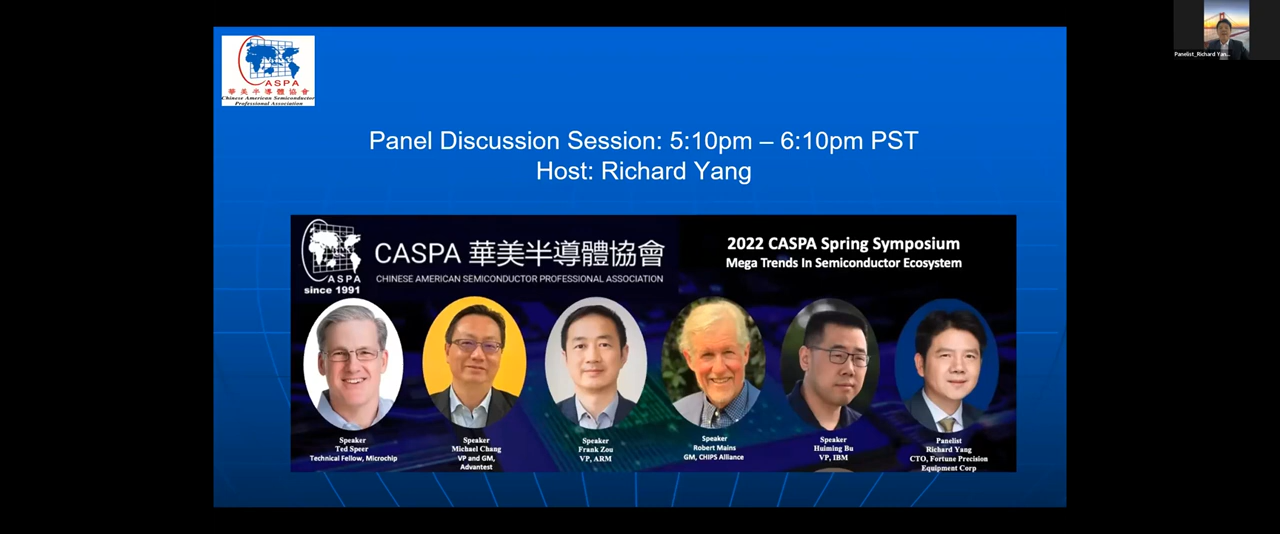 ASPA
華美半導體協會
Chinese American Semiconductor
Professional Association
Panelist_Richard Yan...
Panel Discussion Session: 5:10pm – 6:10pm PST
Host: Richard Yang
ASPA
since 1991
CASPA 華美半導體協會
CHINESE AMERICAN SEMICONDUCTOR PROFESSIONAL ASSOCIATION
2022 CASPA Spring Symposium
Mega Trends In Semiconductor Ecosystem
Speaker
Ted Speer
Technical Fellow, Microchip
Speaker
Michael Chang
VP and GM,
Advantest
Speaker
Frank Zou
VP, ARM
Speaker
Robert Mains
GM, CHIPS Alliance
Speaker
Huiming Bu
VP, IBM
Panelist
Richard Yang
CTO, Fortune Precision
Equipment Corp